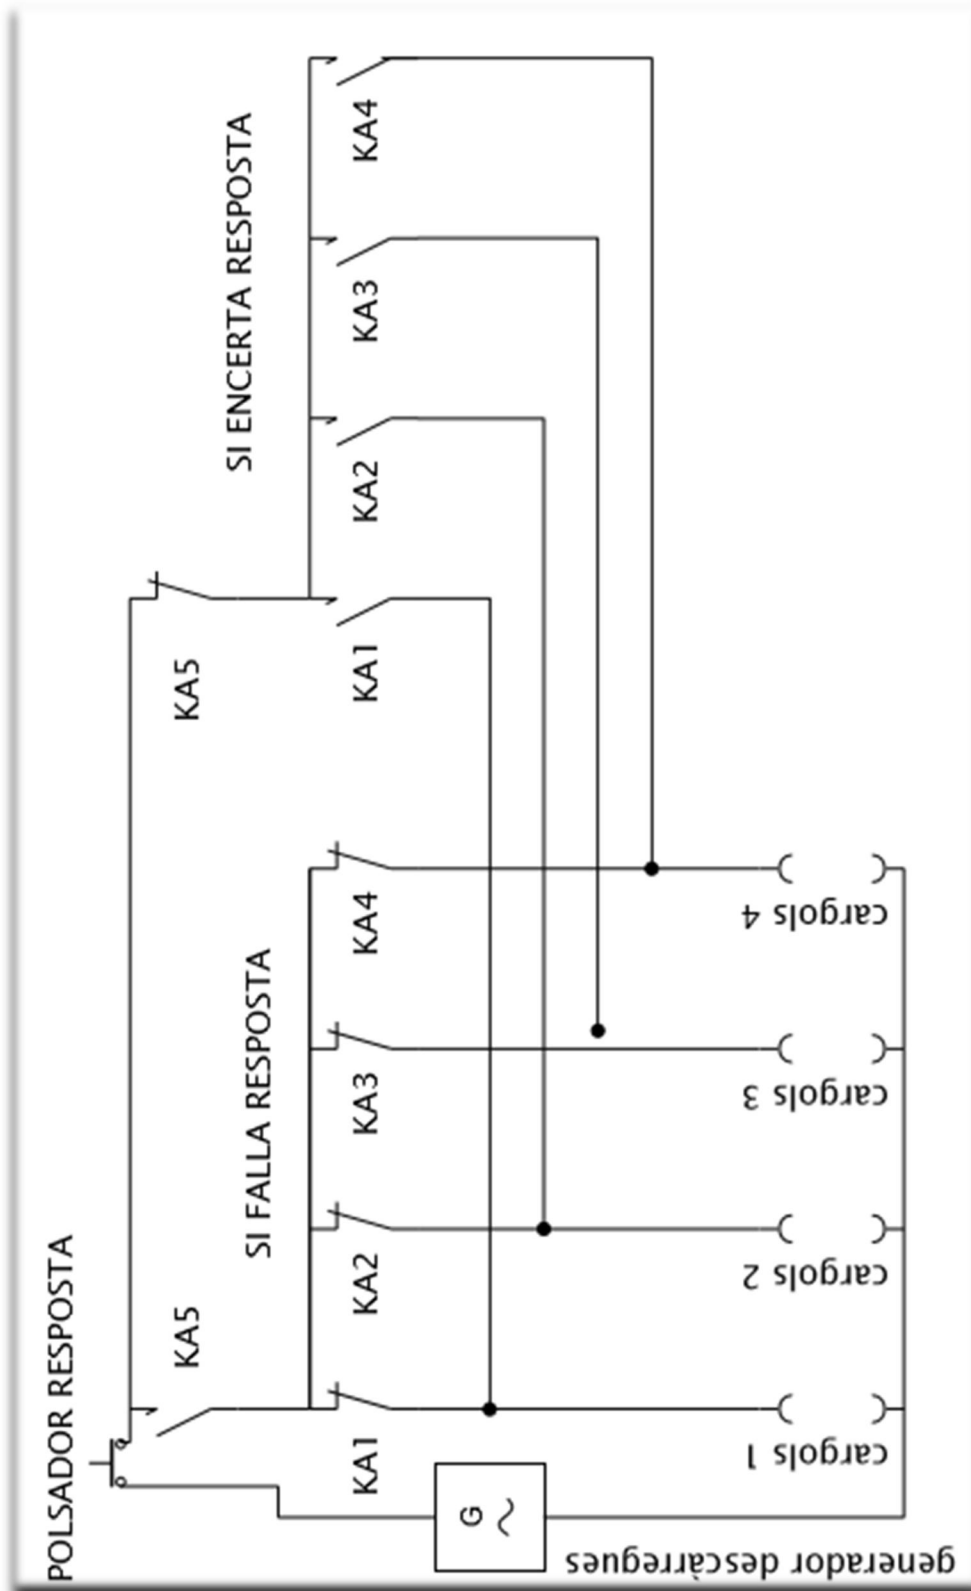 POLSADOR RESPOSTA
KA5
KA5
SI FALLA RESPOSTA
SI ENCERTA RESPOSTA
KA1
KA2
KA3
KA4
KA1
KA2
KA3
KA4
G
cargols 1
cargols 2
cargols 3
cargols 4
generador descàrregues